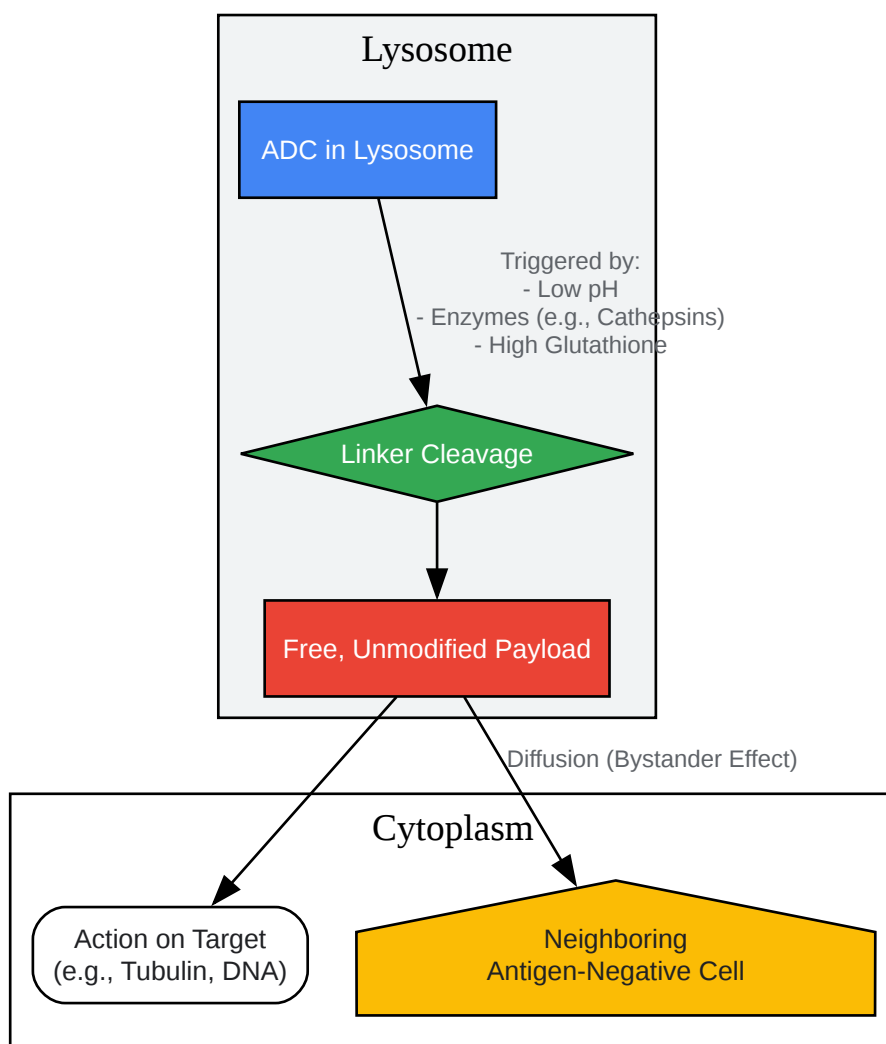 Lysosome
ADC in Lysosome
Triggered by:
- Low pH
- Enzymes (e.g., Cathepsins)
- High Glutathione
Linker Cleavage
Free, Unmodified Payload
Diffusion (Bystander Effect)
Cytoplasm
Action on Target
(e.g., Tubulin, DNA)
Neighboring
Antigen-Negative Cell